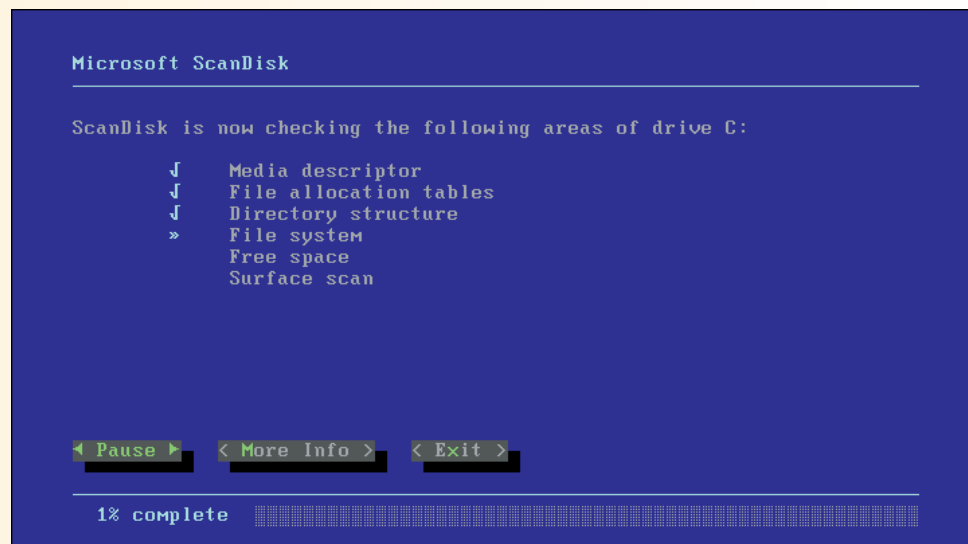 Microsoft ScanDisk
ScanDisk is now checking the following areas of drive C:
√ Media descriptor
√ File allocation tables
√ Directory structure
» File system
Free space
Surface scan
◄ Pause ► < More Info > < Exit >
1% complete